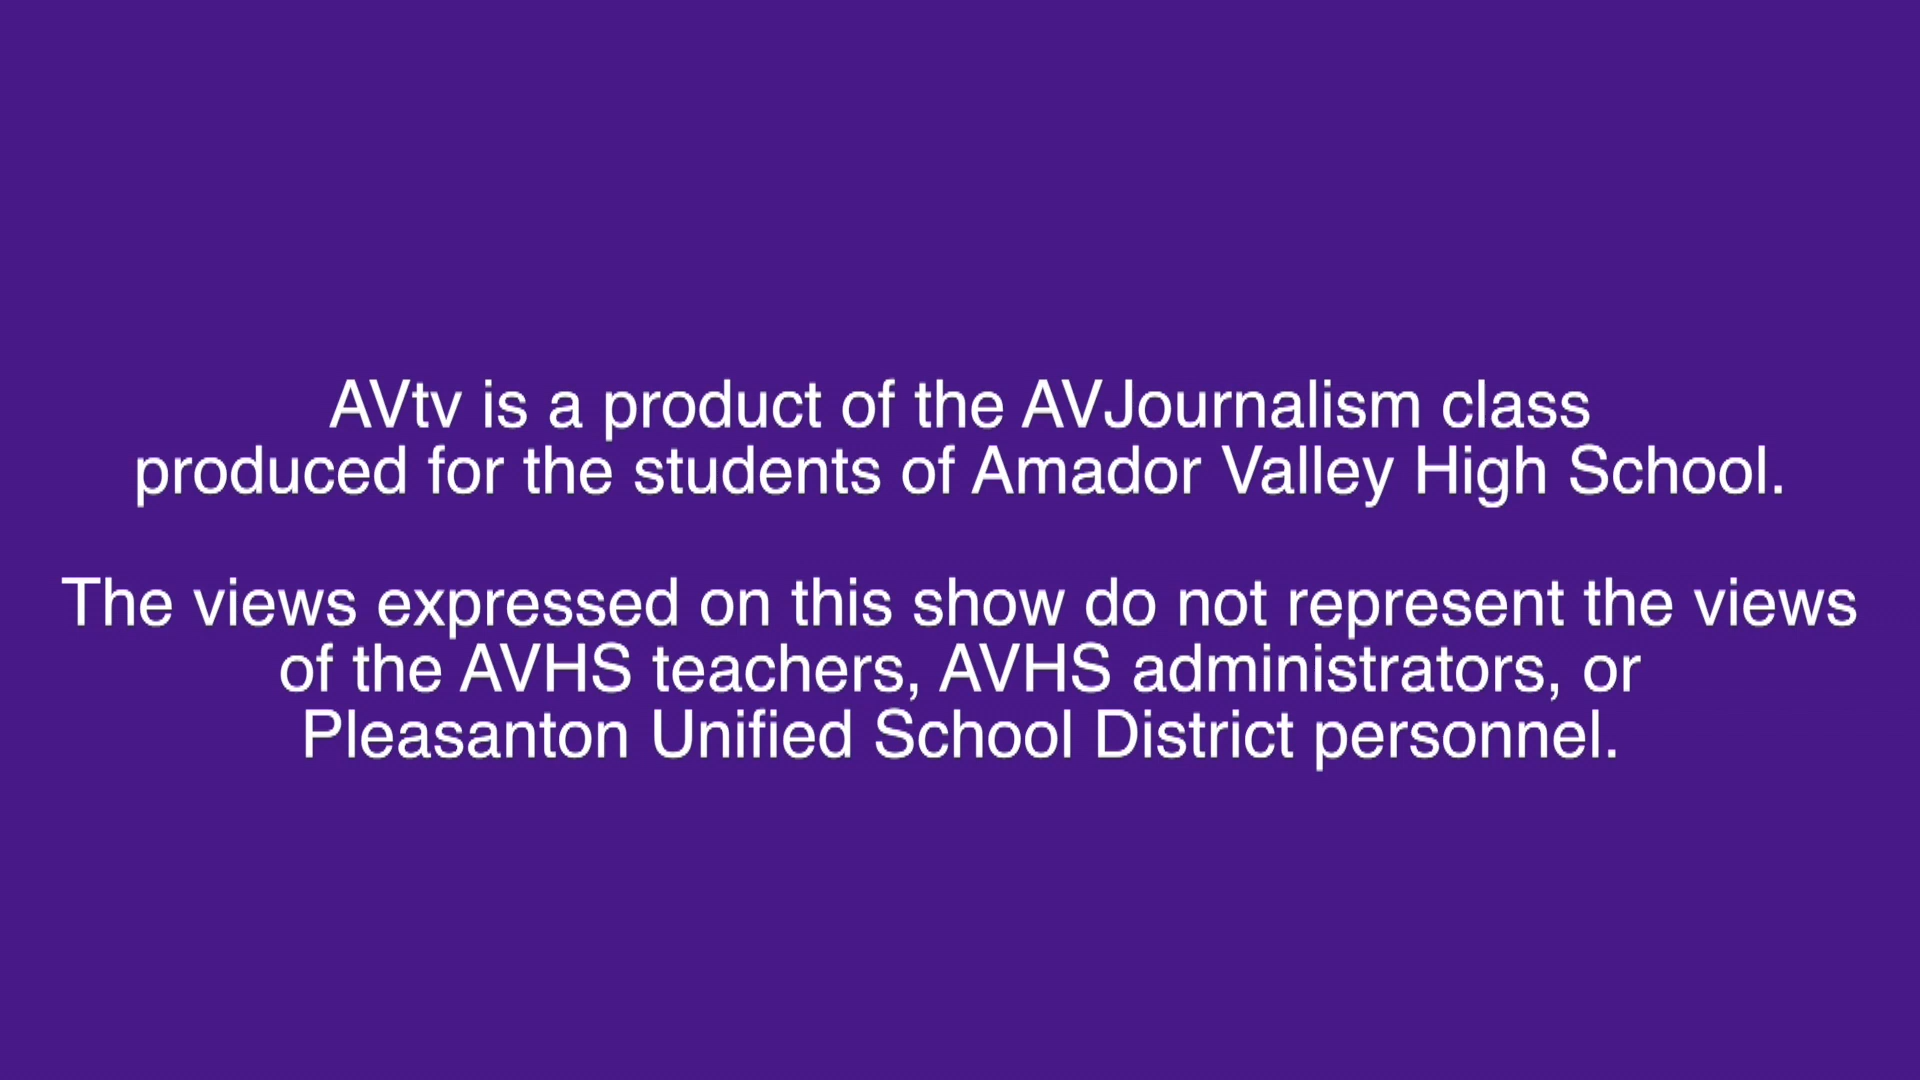 AVtv is a product of the AVJournalism class
produced for the students of Amador Valley High School.
The views expressed on this show do not represent the views
of the AVHS teachers, AVHS administrators, or
Pleasanton Unified School District personnel.